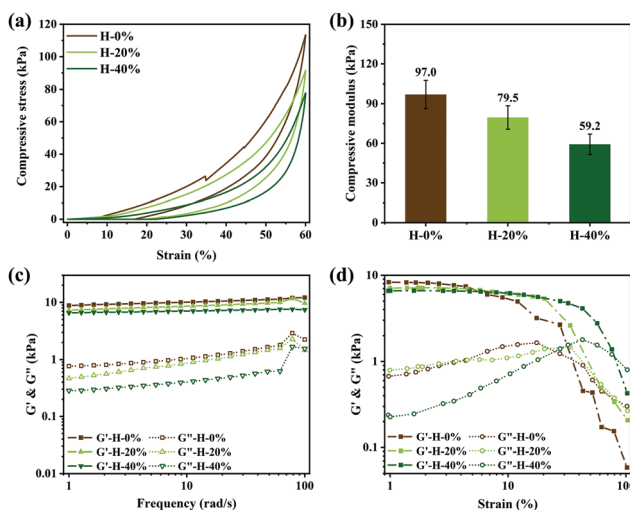 (a)
120
100
80
60
40
20
0
Compressive stress (kPa)
H-0%
H-20%
H-40%
0 10 20 30 40 50 60
Strain (%)
(b)
150
120
90
60
30
0
Compressive modulus (kPa)
97.0
79.5
59.2
H-0% H-20% H-40%
(c)
100
10
1
0.1
0.01
G' & G" (kPa)
G'-H-0% G"-H-0%
G'-H-20% G"-H-20%
G'-H-40% G"-H-40%
1 10 100
Frequency (rad/s)
(d)
10
1
0.1
G' & G" (kPa)
G'-H-0% G"-H-0%
G'-H-20% G"-H-20%
G'-H-40% G"-H-40%
1 10 100
Strain (%)